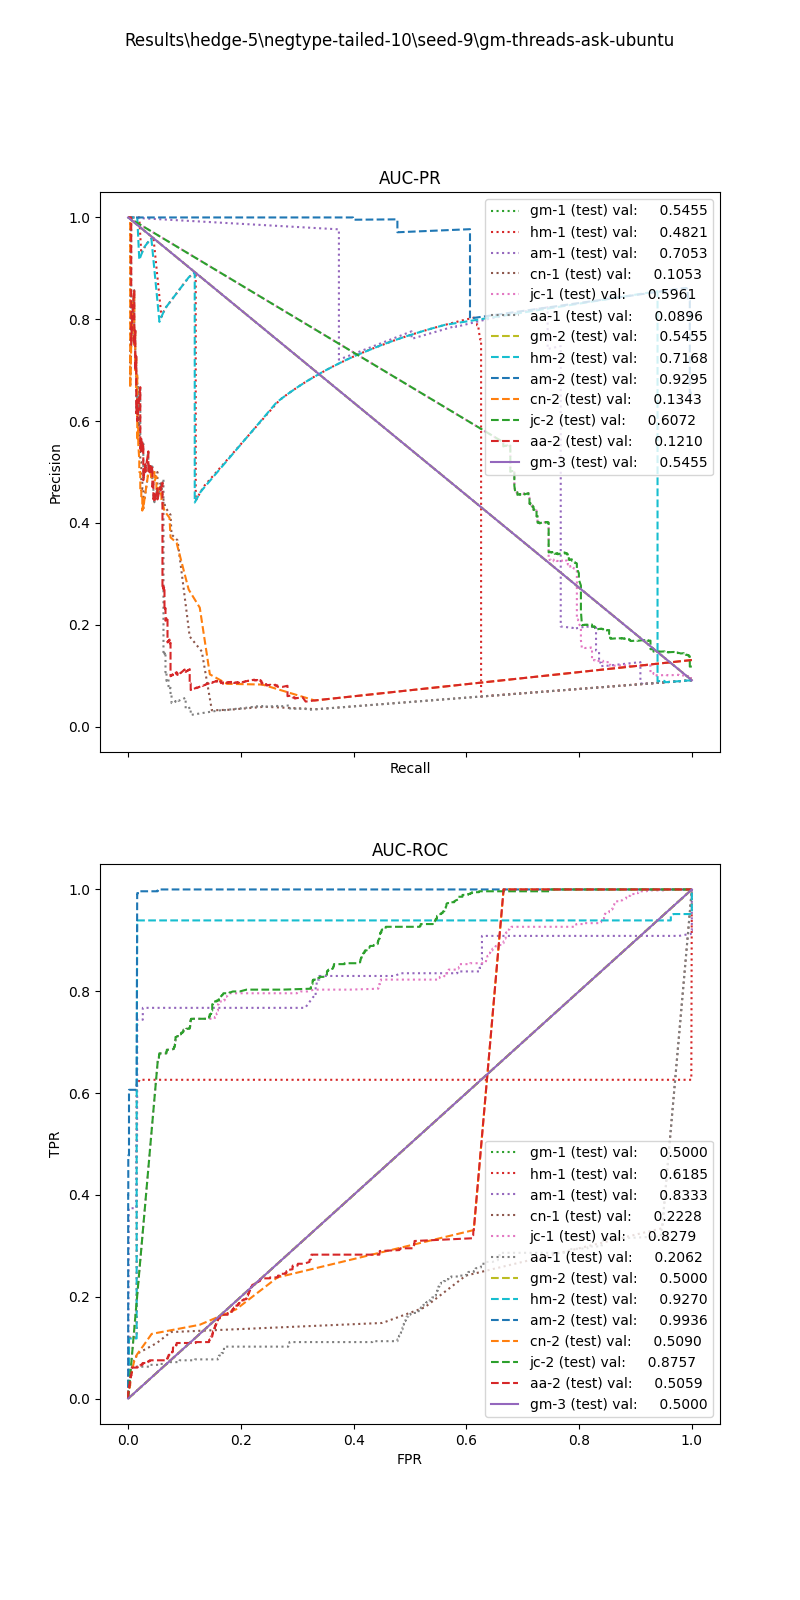 Results\hedge-5\negtype-tailed-10\seed-9\gm-threads-ask-ubuntu
AUC-PR
1.0
0.8
0.6
0.4
0.2
0.0
Precision
Recall
gm-1 (test) val: 0.5455
hm-1 (test) val: 0.4821
am-1 (test) val: 0.7053
cn-1 (test) val: 0.1053
jc-1 (test) val: 0.5961
aa-1 (test) val: 0.0896
gm-2 (test) val: 0.5455
hm-2 (test) val: 0.7168
am-2 (test) val: 0.9295
cn-2 (test) val: 0.1343
jc-2 (test) val: 0.6072
aa-2 (test) val: 0.1210
gm-3 (test) val: 0.5455
AUC-ROC
1.0
0.8
0.6
0.4
0.2
0.0
TPR
gm-1 (test) val: 0.5000
hm-1 (test) val: 0.6185
am-1 (test) val: 0.8333
cn-1 (test) val: 0.2228
jc-1 (test) val: 0.8279
aa-1 (test) val: 0.2062
gm-2 (test) val: 0.5000
hm-2 (test) val: 0.9270
am-2 (test) val: 0.9936
cn-2 (test) val: 0.5090
jc-2 (test) val: 0.8757
aa-2 (test) val: 0.5059
gm-3 (test) val: 0.5000
0.0 0.2 0.4 0.6 0.8 1.0
FPR